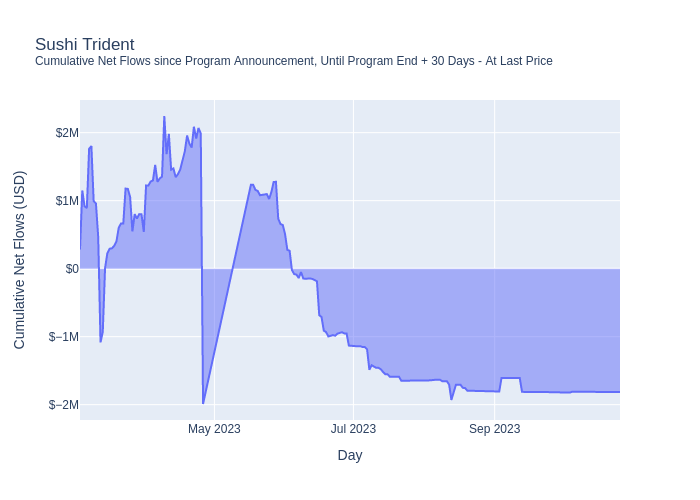 Sushi Trident
Cumulative Net Flows since Program Announcement, Until Program End + 30 Days - At Last Price
$2M
$1M
$0
$−1M
$−2M
Cumulative Net Flows (USD)
May 2023
Jul 2023
Sep 2023
Day